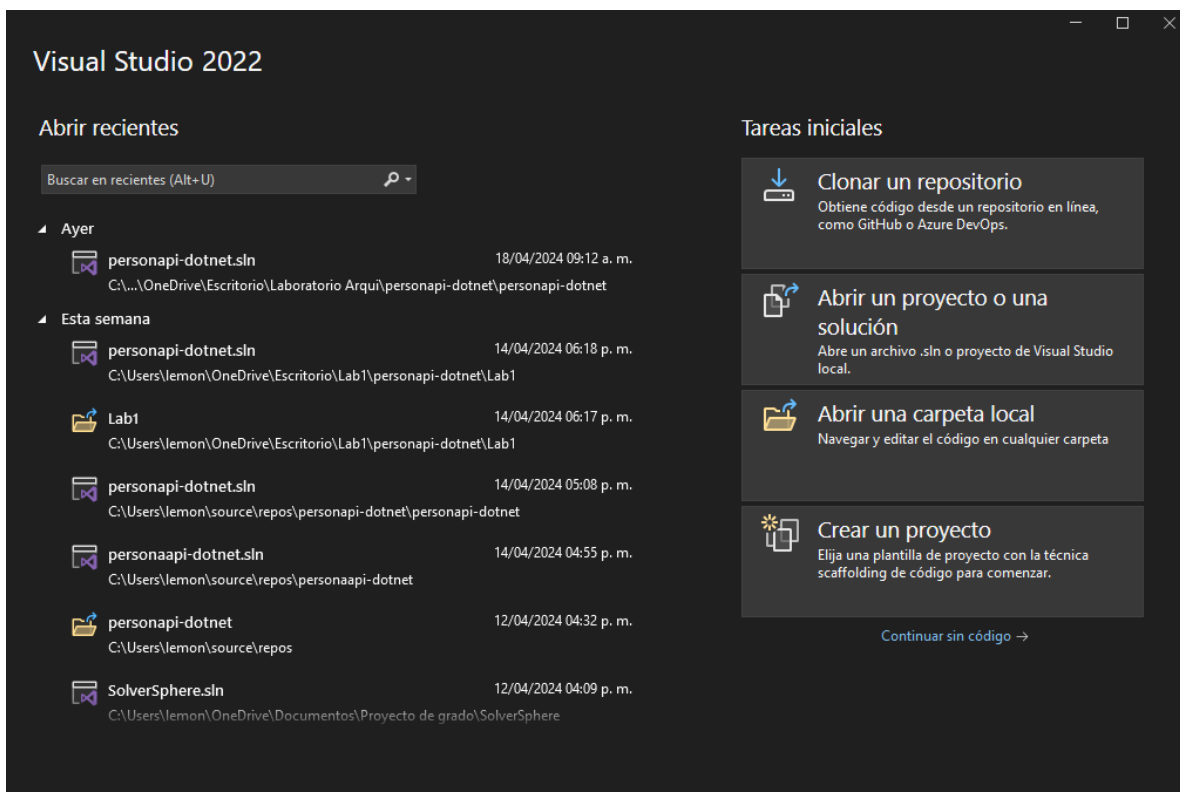 Visual Studio 2022
Abrir recientes
Buscar en recientes (Alt+U)
Ayer
personapi-dotnet.sln 18/04/2024 09:12 a. m.
C:\...\OneDrive\Escritorio\Laboratorio Arqui\personapi-dotnet\personapi-dotnet
Esta semana
personapi-dotnet.sln 14/04/2024 06:18 p. m.
C:\Users\lemon\OneDrive\Escritorio\Lab1\personapi-dotnet\Lab1
Lab1 14/04/2024 06:17 p. m.
C:\Users\lemon\OneDrive\Escritorio\Lab1\personapi-dotnet\Lab1
personapi-dotnet.sln 14/04/2024 05:08 p. m.
C:\Users\lemon\source\repos\personapi-dotnet\personapi-dotnet
personaapi-dotnet.sln 14/04/2024 04:55 p. m.
C:\Users\lemon\source\repos\personaapi-dotnet
personapi-dotnet 12/04/2024 04:32 p. m.
C:\Users\lemon\source\repos
SolverSphere.sln 12/04/2024 04:09 p. m.
C:\Users\lemon\OneDrive\Documentos\Proyecto de grado\SolverSphere
Tareas iniciales
Clonar un repositorio
Obtiene código desde un repositorio en línea,
como GitHub o Azure DevOps.
Abrir un proyecto o una
solución
Abre un archivo .sln o proyecto de Visual Studio
local.
Abrir una carpeta local
Navegar y editar el código en cualquier carpeta
Crear un proyecto
Elija una plantilla de proyecto con la técnica
scaffolding de código para comenzar.
Continuar sin código →